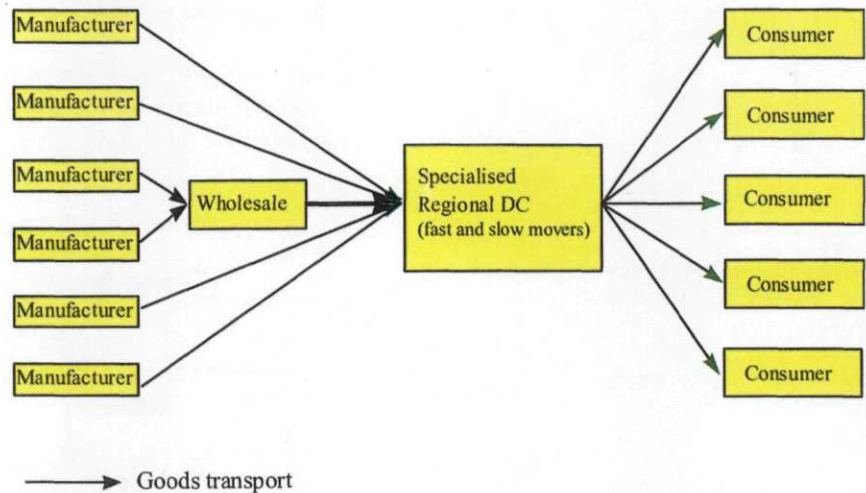 Manufacturer
Manufacturer
Manufacturer
Manufacturer
Manufacturer
Manufacturer
Wholesale
Specialised
Regional DC
(fast and slow movers)
Consumer
Consumer
Consumer
Consumer
Consumer
Goods transport